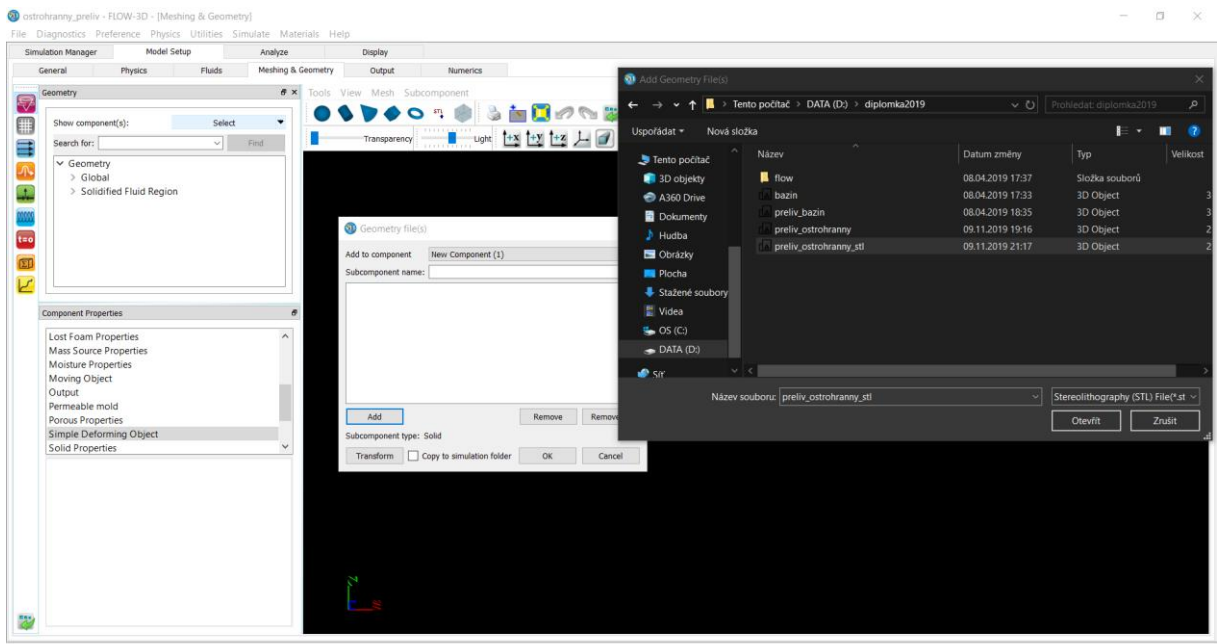 ostrohranny_preliv - FLOW-3D - [Meshing & Geometry]
File Diagnostics Preference Physics Utilities Simulate Materials Help
Simulation Manager Model Setup Analyze Display
General Physics Fluids Meshing & Geometry Output Numerics
Geometry
Show component(s): Select
Search for: Find
Geometry
Global
Solidified Fluid Region
Component Properties
Lost Foam Properties
Mass Source Properties
Moisture Properties
Moving Object
Output
Permeable mold
Porous Properties
Simple Deforming Object
Solid Properties
Tools View Mesh Subcomponent
STL
Transparency Light +x +y +z
t=0
Geometry file(s)
Add to component New Component (1)
Subcomponent name:
Add Remove Remove
Subcomponent type: Solid
Transform Copy to simulation folder OK Cancel
Add Geometry File(s)
Tento počítač > DATA (D:) > diplomka2019 Prohledat: diplomka2019
Uspořádat Nová složka
Název Datum změny Typ Velikost
Tento počítač
3D objekty
A360 Drive
Dokumenty
Hudba
Obrázky
Plocha
Stažené soubory
Videa
OS (C:)
DATA (D:)
Síť
flow 08.04.2019 17:37 Složka souborů
bazin 08.04.2019 17:33 3D Object 3
preliv_bazin 08.04.2019 18:35 3D Object 3
preliv_ostrohranny 09.11.2019 19:16 3D Object 2
preliv_ostrohranny_stl 09.11.2019 21:17 3D Object 2
Název souboru: preliv_ostrohranny_stl Stereolithography (STL) File(*.st
Otevřít Zrušit